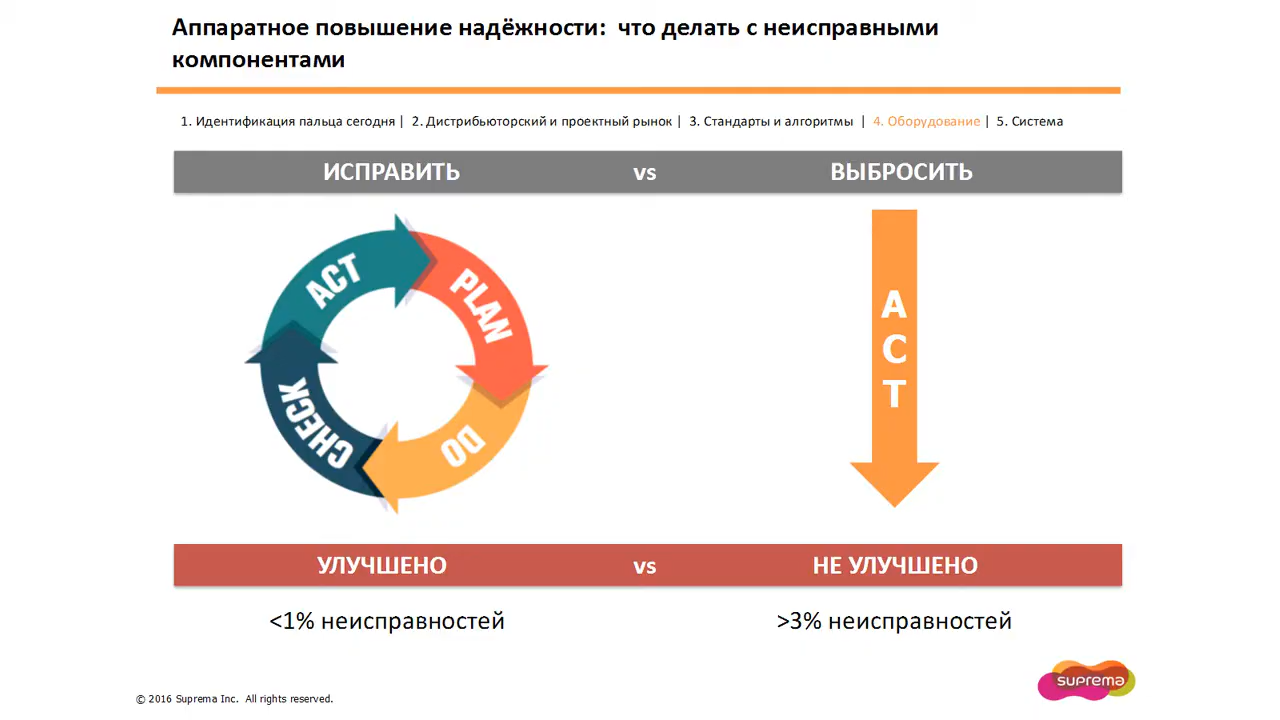 Аппаратное повышение надёжности:  что делать с неисправными
компонентами
1. Идентификация пальца сегодня |  2. Дистрибьюторский и проектный рынок |  3. Стандарты и алгоритмы  |  4. Оборудование |  5. Система
ИСПРАВИТЬ vs ВЫБРОСИТЬ
ACT
PLAN
DO
CHECK
A
C
T
УЛУЧШЕНО vs НЕ УЛУЧШЕНО
<1% неисправностей >3% неисправностей
suprema
© 2016 Suprema Inc.  All rights reserved.